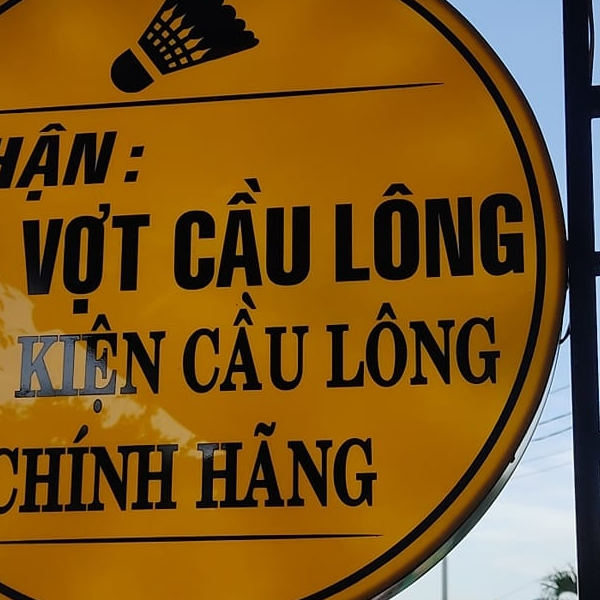 HẬN:
VỢT CẦU LÔNG
KIỆN CẦU LÔNG
CHÍNH HÃNG